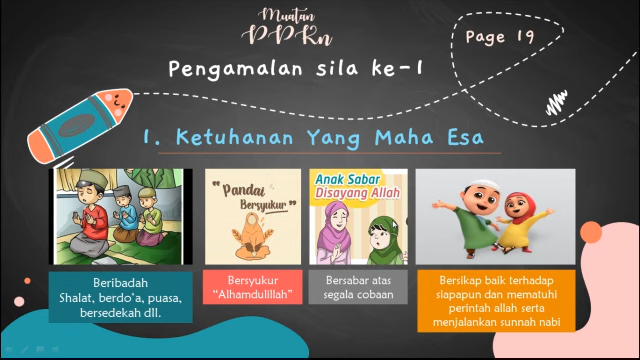 Muatan
PPKn
Page 19
Pengamalan sila ke-1
1. Ketuhanan Yang Maha Esa
"Pandai
Bersyukur"
Anak Sabar
Disayang Allah
Beribadah
Shalat, berdo'a, puasa,
bersedekah dll.
Bersyukur
“Alhamdulillah”
Bersabar atas
segala cobaan
Bersikap baik terhadap
siapapun dan mematuhi
perintah allah serta
menjalankan sunnah nabi